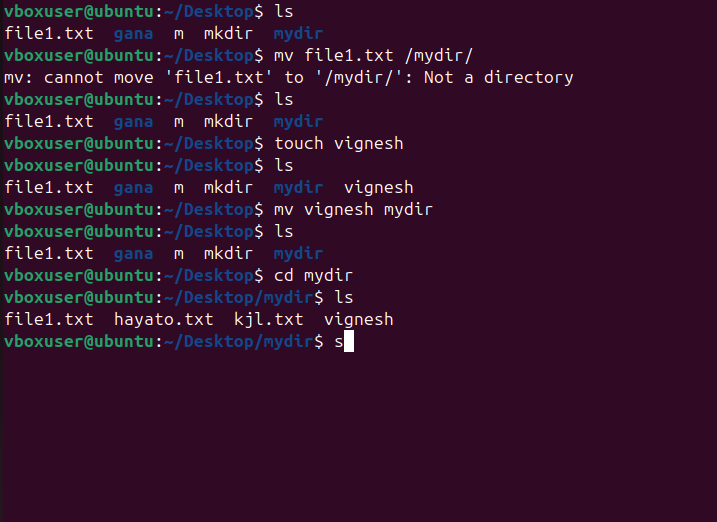 vboxuser@ubuntu:~/Desktop$ ls
file1.txt  gana  m  mkdir  mydir
vboxuser@ubuntu:~/Desktop$ mv file1.txt /mydir/
mv: cannot move 'file1.txt' to '/mydir/': Not a directory
vboxuser@ubuntu:~/Desktop$ ls
file1.txt  gana  m  mkdir  mydir
vboxuser@ubuntu:~/Desktop$ touch vignesh
vboxuser@ubuntu:~/Desktop$ ls
file1.txt  gana  m  mkdir  mydir  vignesh
vboxuser@ubuntu:~/Desktop$ mv vignesh mydir
vboxuser@ubuntu:~/Desktop$ ls
file1.txt  gana  m  mkdir  mydir
vboxuser@ubuntu:~/Desktop$ cd mydir
vboxuser@ubuntu:~/Desktop/mydir$ ls
file1.txt  hayato.txt  kjl.txt  vignesh
vboxuser@ubuntu:~/Desktop/mydir$ s